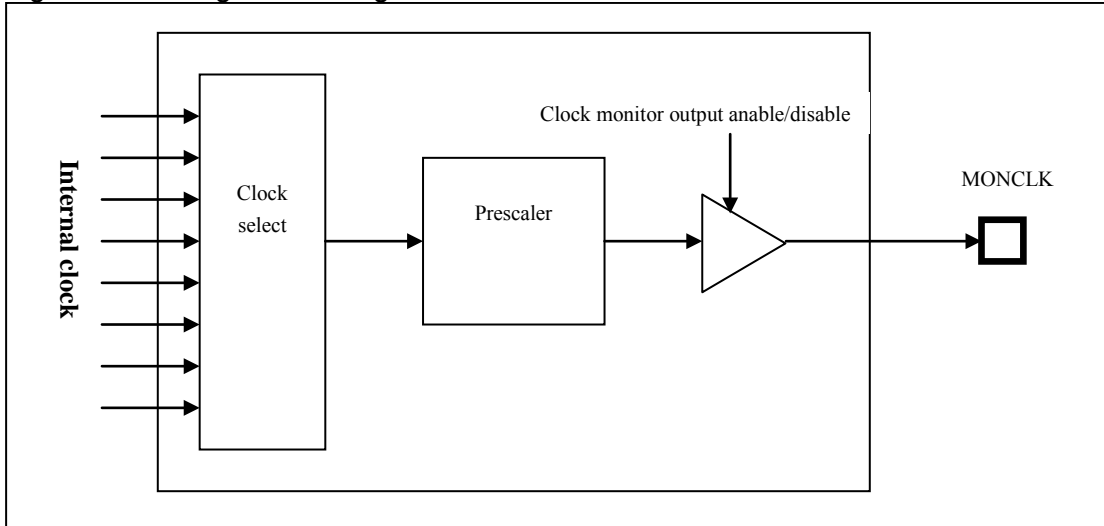 Internal clock
Clock
select
Prescaler
Clock monitor output anable/disable
MONCLK